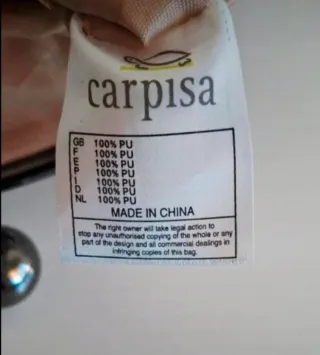 carpisa
GB 100% PU
F 100% PU
E 100% PU
P 100% PU
I 100% PU
D 100% PU
NL 100% PU
MADE IN CHINA
The right owner will take legal action to
stop any unauthorised copying of the whole or any
part of the design and all commercial dealings in
infringing copies of this bag.